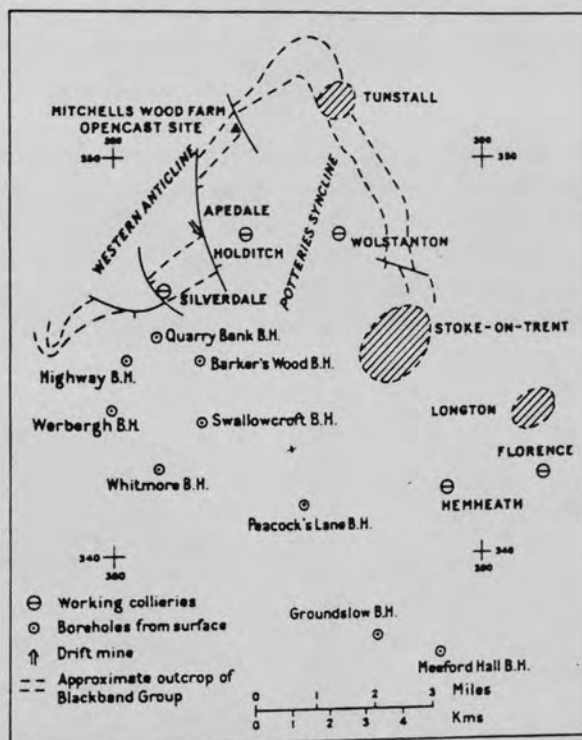 TUNSTALL
MITCHELLS WOOD FARM
OPENCAST SITE
380
350
390
350
WESTERN ANTICLINE
POTTERIES SYNCLINE
APEDALE
HOLDITCH
WOLSTANTON
SILVERDALE
STOKE-ON-TRENT
Quarry Bank B.H.
Highway B.H.
Barker's Wood B.H.
LONGTON
Werbergh B.H.
Swallowcroft B.H.
FLORENCE
Whitmore B.H.
HEMHEATH
Peacock's Lane B.H.
340
380
340
390
Working collieries
Boreholes from surface
Drift mine
Approximate outcrop of
Blackband Group
Groundslow B.H.
Meeford Hall B.H.
0 1 2 3 Miles
0 1 2 3 4 Kms